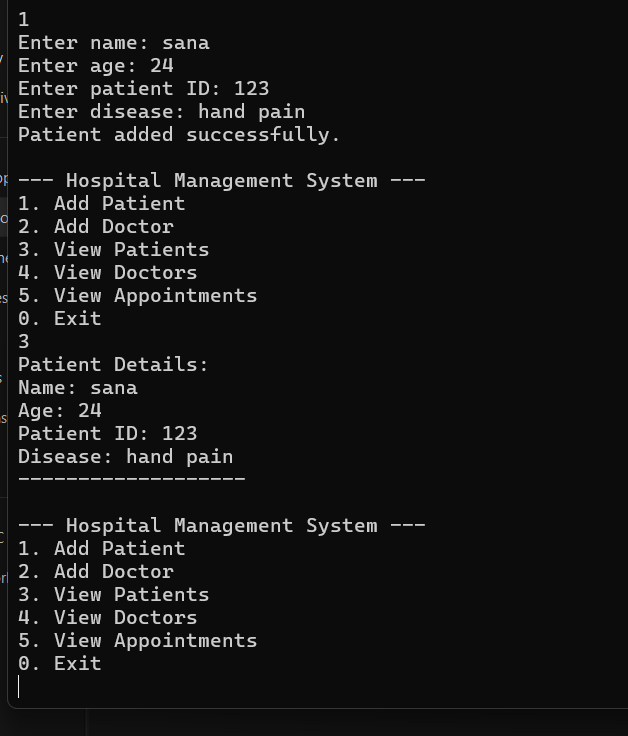 1
Enter name: sana
Enter age: 24
Enter patient ID: 123
Enter disease: hand pain
Patient added successfully.

--- Hospital Management System ---
1. Add Patient
2. Add Doctor
3. View Patients
4. View Doctors
5. View Appointments
0. Exit
3
Patient Details:
Name: sana
Age: 24
Patient ID: 123
Disease: hand pain
-------------------

--- Hospital Management System ---
1. Add Patient
2. Add Doctor
3. View Patients
4. View Doctors
5. View Appointments
0. Exit